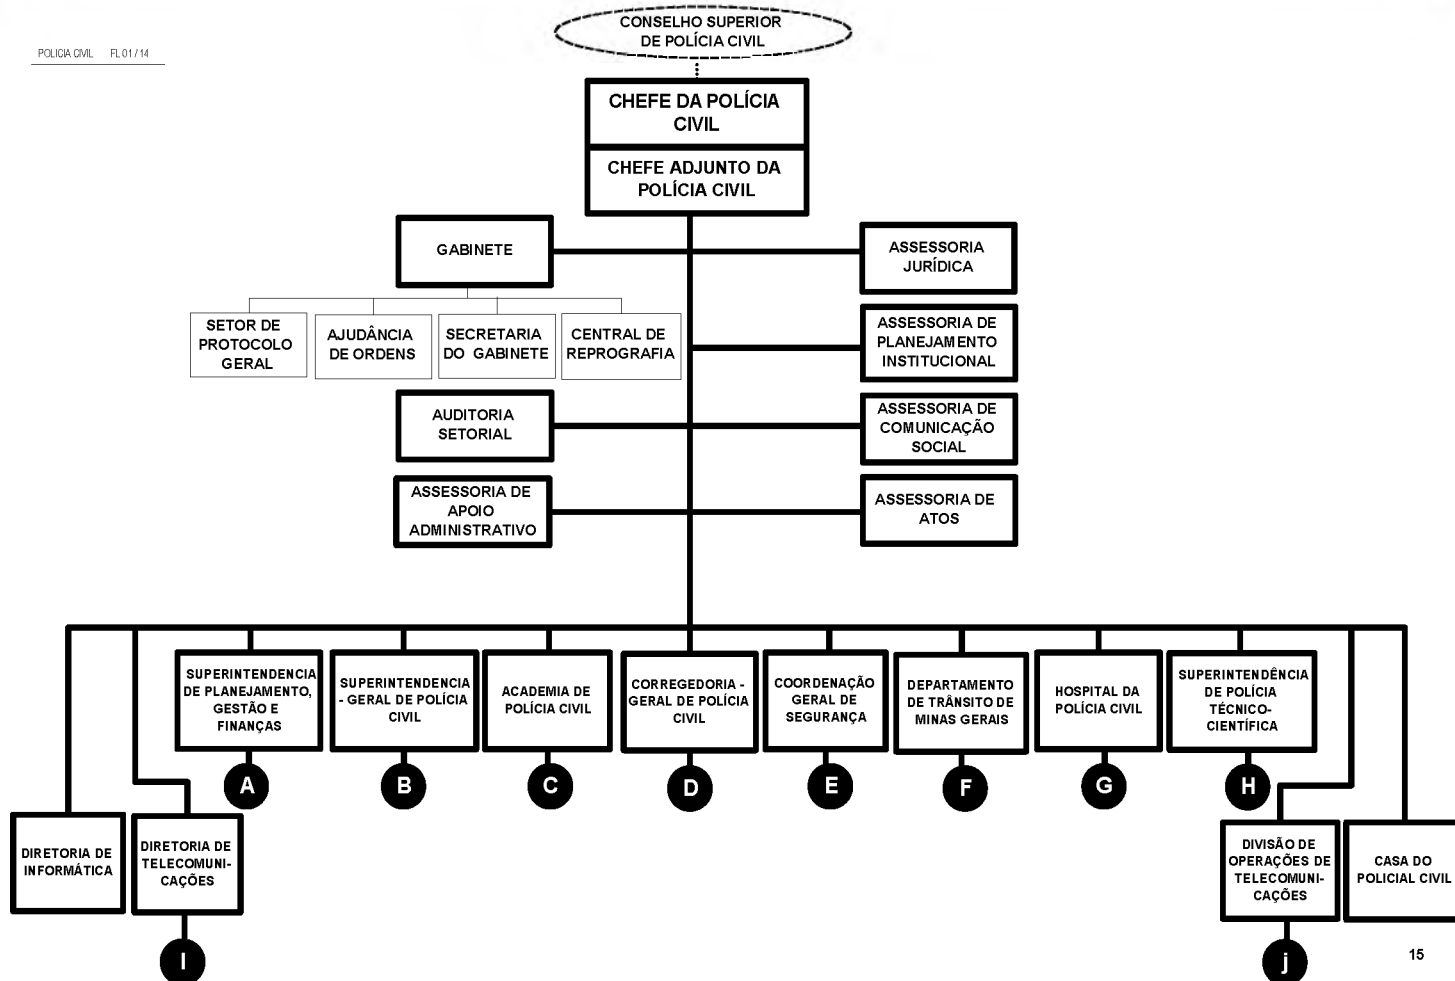 CONSELHO SUPERIOR
DE POLÍCIA CIVIL
POLICIA CIVIL FL 01 / 14
CHEFE DA POLÍCIA
CIVIL
CHEFE ADJUNTO DA
POLÍCIA CIVIL
GABINETE
ASSESSORIA
JURÍDICA
SETOR DE
PROTOCOLO
GERAL
AJUDÂNCIA
DE ORDENS
SECRETARIA
DO GABINETE
CENTRAL DE
REPROGRAFIA
ASSESSORIA DE
PLANEJAMENTO
INSTITUCIONAL
AUDITORIA
SETORIAL
ASSESSORIA DE
COMUNICAÇÃO
SOCIAL
ASSESSORIA DE
APOIO
ADMINISTRATIVO
ASSESSORIA DE
ATOS
SUPERINTENDENCIA
DE PLANEJAMENTO,
GESTÃO E
FINANÇAS
SUPERINTENDENCIA
- GERAL DE POLÍCIA
CIVIL
ACADEMIA DE
POLÍCIA CIVIL
CORREGEDORIA -
GERAL DE POLÍCIA
CIVIL
COORDENAÇÃO
GERAL DE
SEGURANÇA
DEPARTAMENTO
DE TRÂNSITO DE
MINAS GERAIS
HOSPITAL DA
POLÍCIA CIVIL
SUPERINTENDÊNCIA
DE POLÍCIA
TÉCNICO-
CIENTÍFICA
A
B
C
D
E
F
G
H
DIRETORIA DE
INFORMÁTICA
DIRETORIA DE
TELECOMUNI-
CAÇÕES
DIVISÃO DE
OPERAÇÕES DE
TELECOMUNI-
CAÇÕES
CASA DO
POLICIAL CIVIL
I
j
15